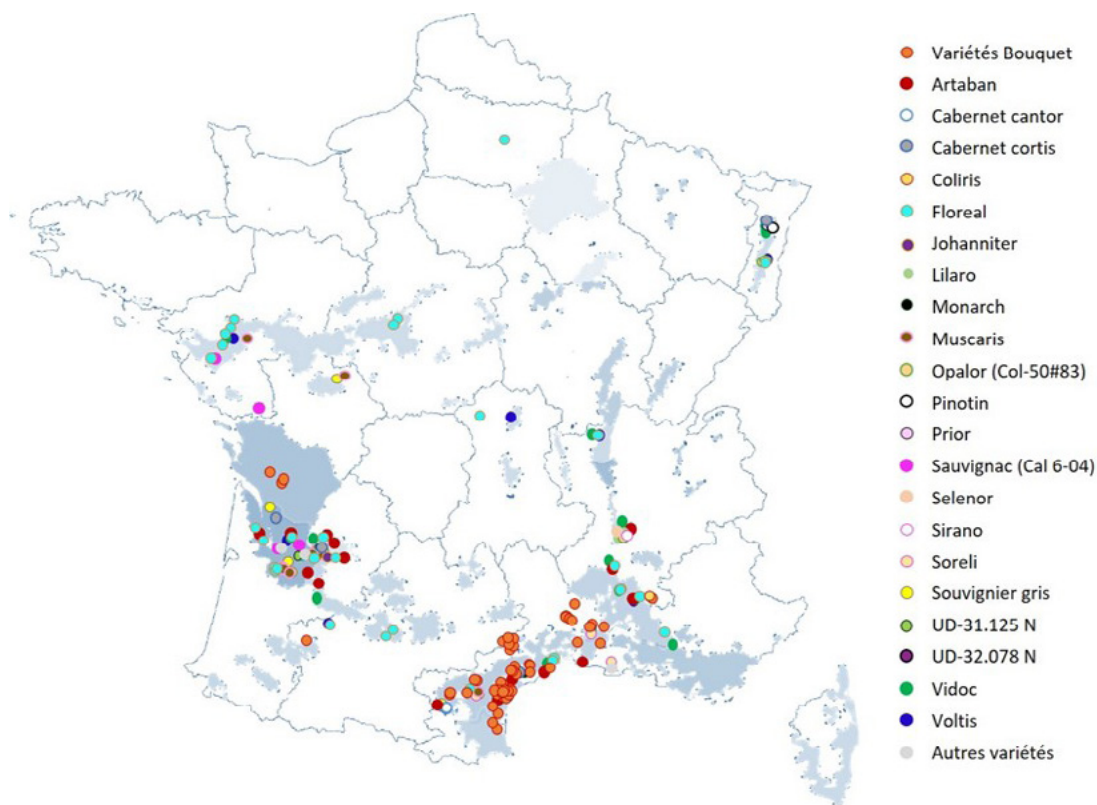 Variétés Bouquet
Artaban
Cabernet cantor
Cabernet cortis
Coliris
Floreal
Johanniter
Lilaro
Monarch
Muscaris
Opalor (Col-50#83)
Pinotin
Prior
Sauvignac (Cal 6-04)
Selenor
Sirano
Soreli
Souvignier gris
UD-31.125 N
UD-32.078 N
Vidoc
Voltis
Autres variétés